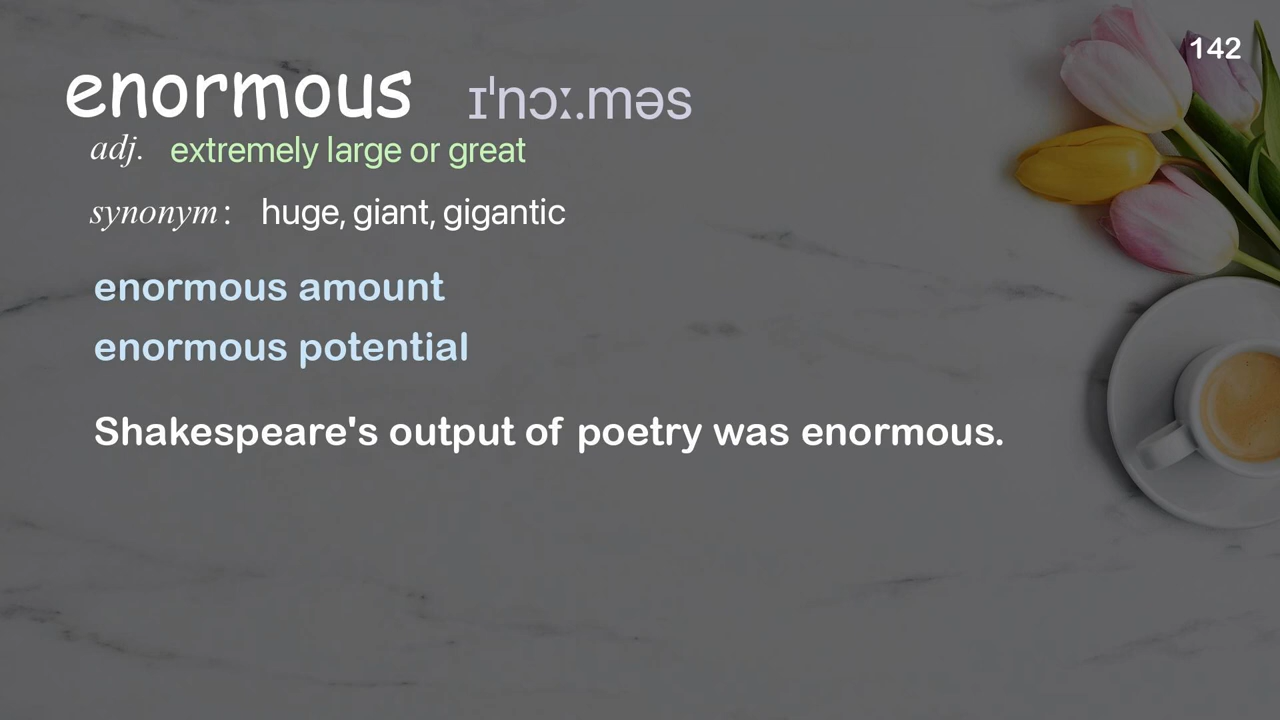 142
enormous ɪˈnɔː.məs
adj. extremely large or great
synonym: huge, giant, gigantic
enormous amount
enormous potential
Shakespeare's output of poetry was enormous.